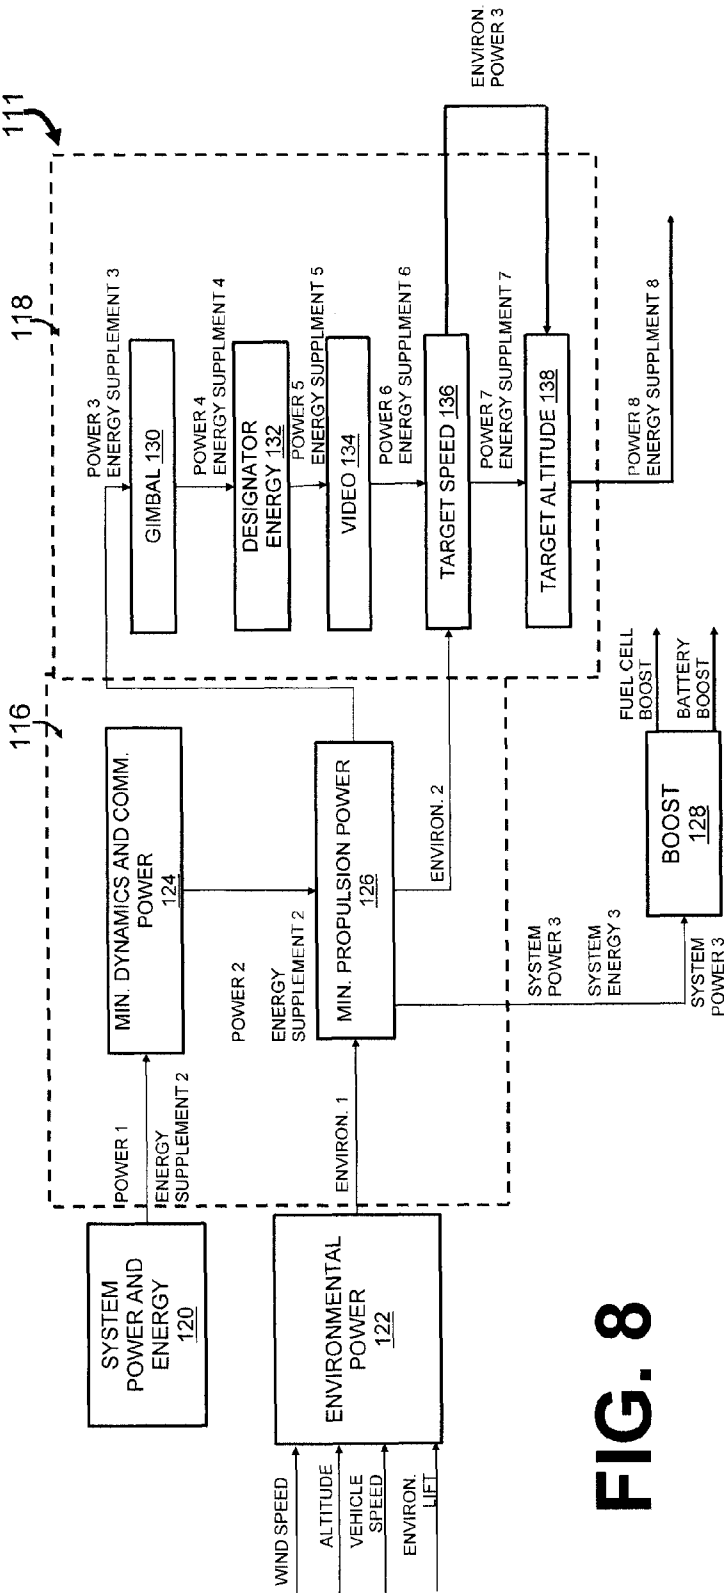 111
118
116
SYSTEM
POWER AND
ENERGY
120
POWER 1
ENERGY
SUPPLEMENT 2
MIN. DYNAMICS AND COMM.
POWER
124
POWER 2
ENERGY
SUPPLEMENT 2
WIND SPEED
ALTITUDE
VEHICLE
SPEED
ENVIRON.
LIFT
ENVIRONMENTAL
POWER
122
ENVIRON. 1
MIN. PROPULSION POWER
126
ENVIRON. 2
SYSTEM
POWER 3
SYSTEM
ENERGY 3
SYSTEM
POWER 3
BOOST
128
FUEL CELL
BOOST
BATTERY
BOOST
POWER 3
ENERGY SUPPLEMENT 3
GIMBAL 130
POWER 4
ENERGY SUPPLMENT 4
DESIGNATOR
ENERGY 132
POWER 5
ENERGY SUPPLMENT 5
VIDEO 134
POWER 6
ENERGY SUPPLMENT 6
TARGET SPEED 136
POWER 7
ENERGY SUPPLMENT 7
TARGET ALTITUDE 138
ENVIRON.
POWER 3
POWER 8
ENERGY SUPPLMENT 8
FIG. 8